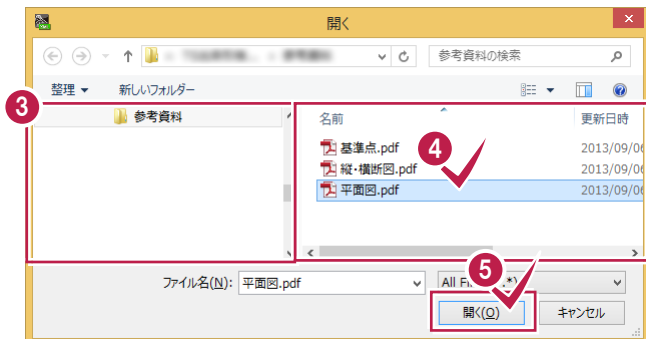 開く
参考資料の検索
整理 新しいフォルダー
3
参考資料
名前 更新日時
基準点.pdf 4 2013/09/06
縦・横断図.pdf 2013/09/06
平面図.pdf 2013/09/06
5
ファイル名(N): 平面図.pdf All Fi
開く(O) キャンセル